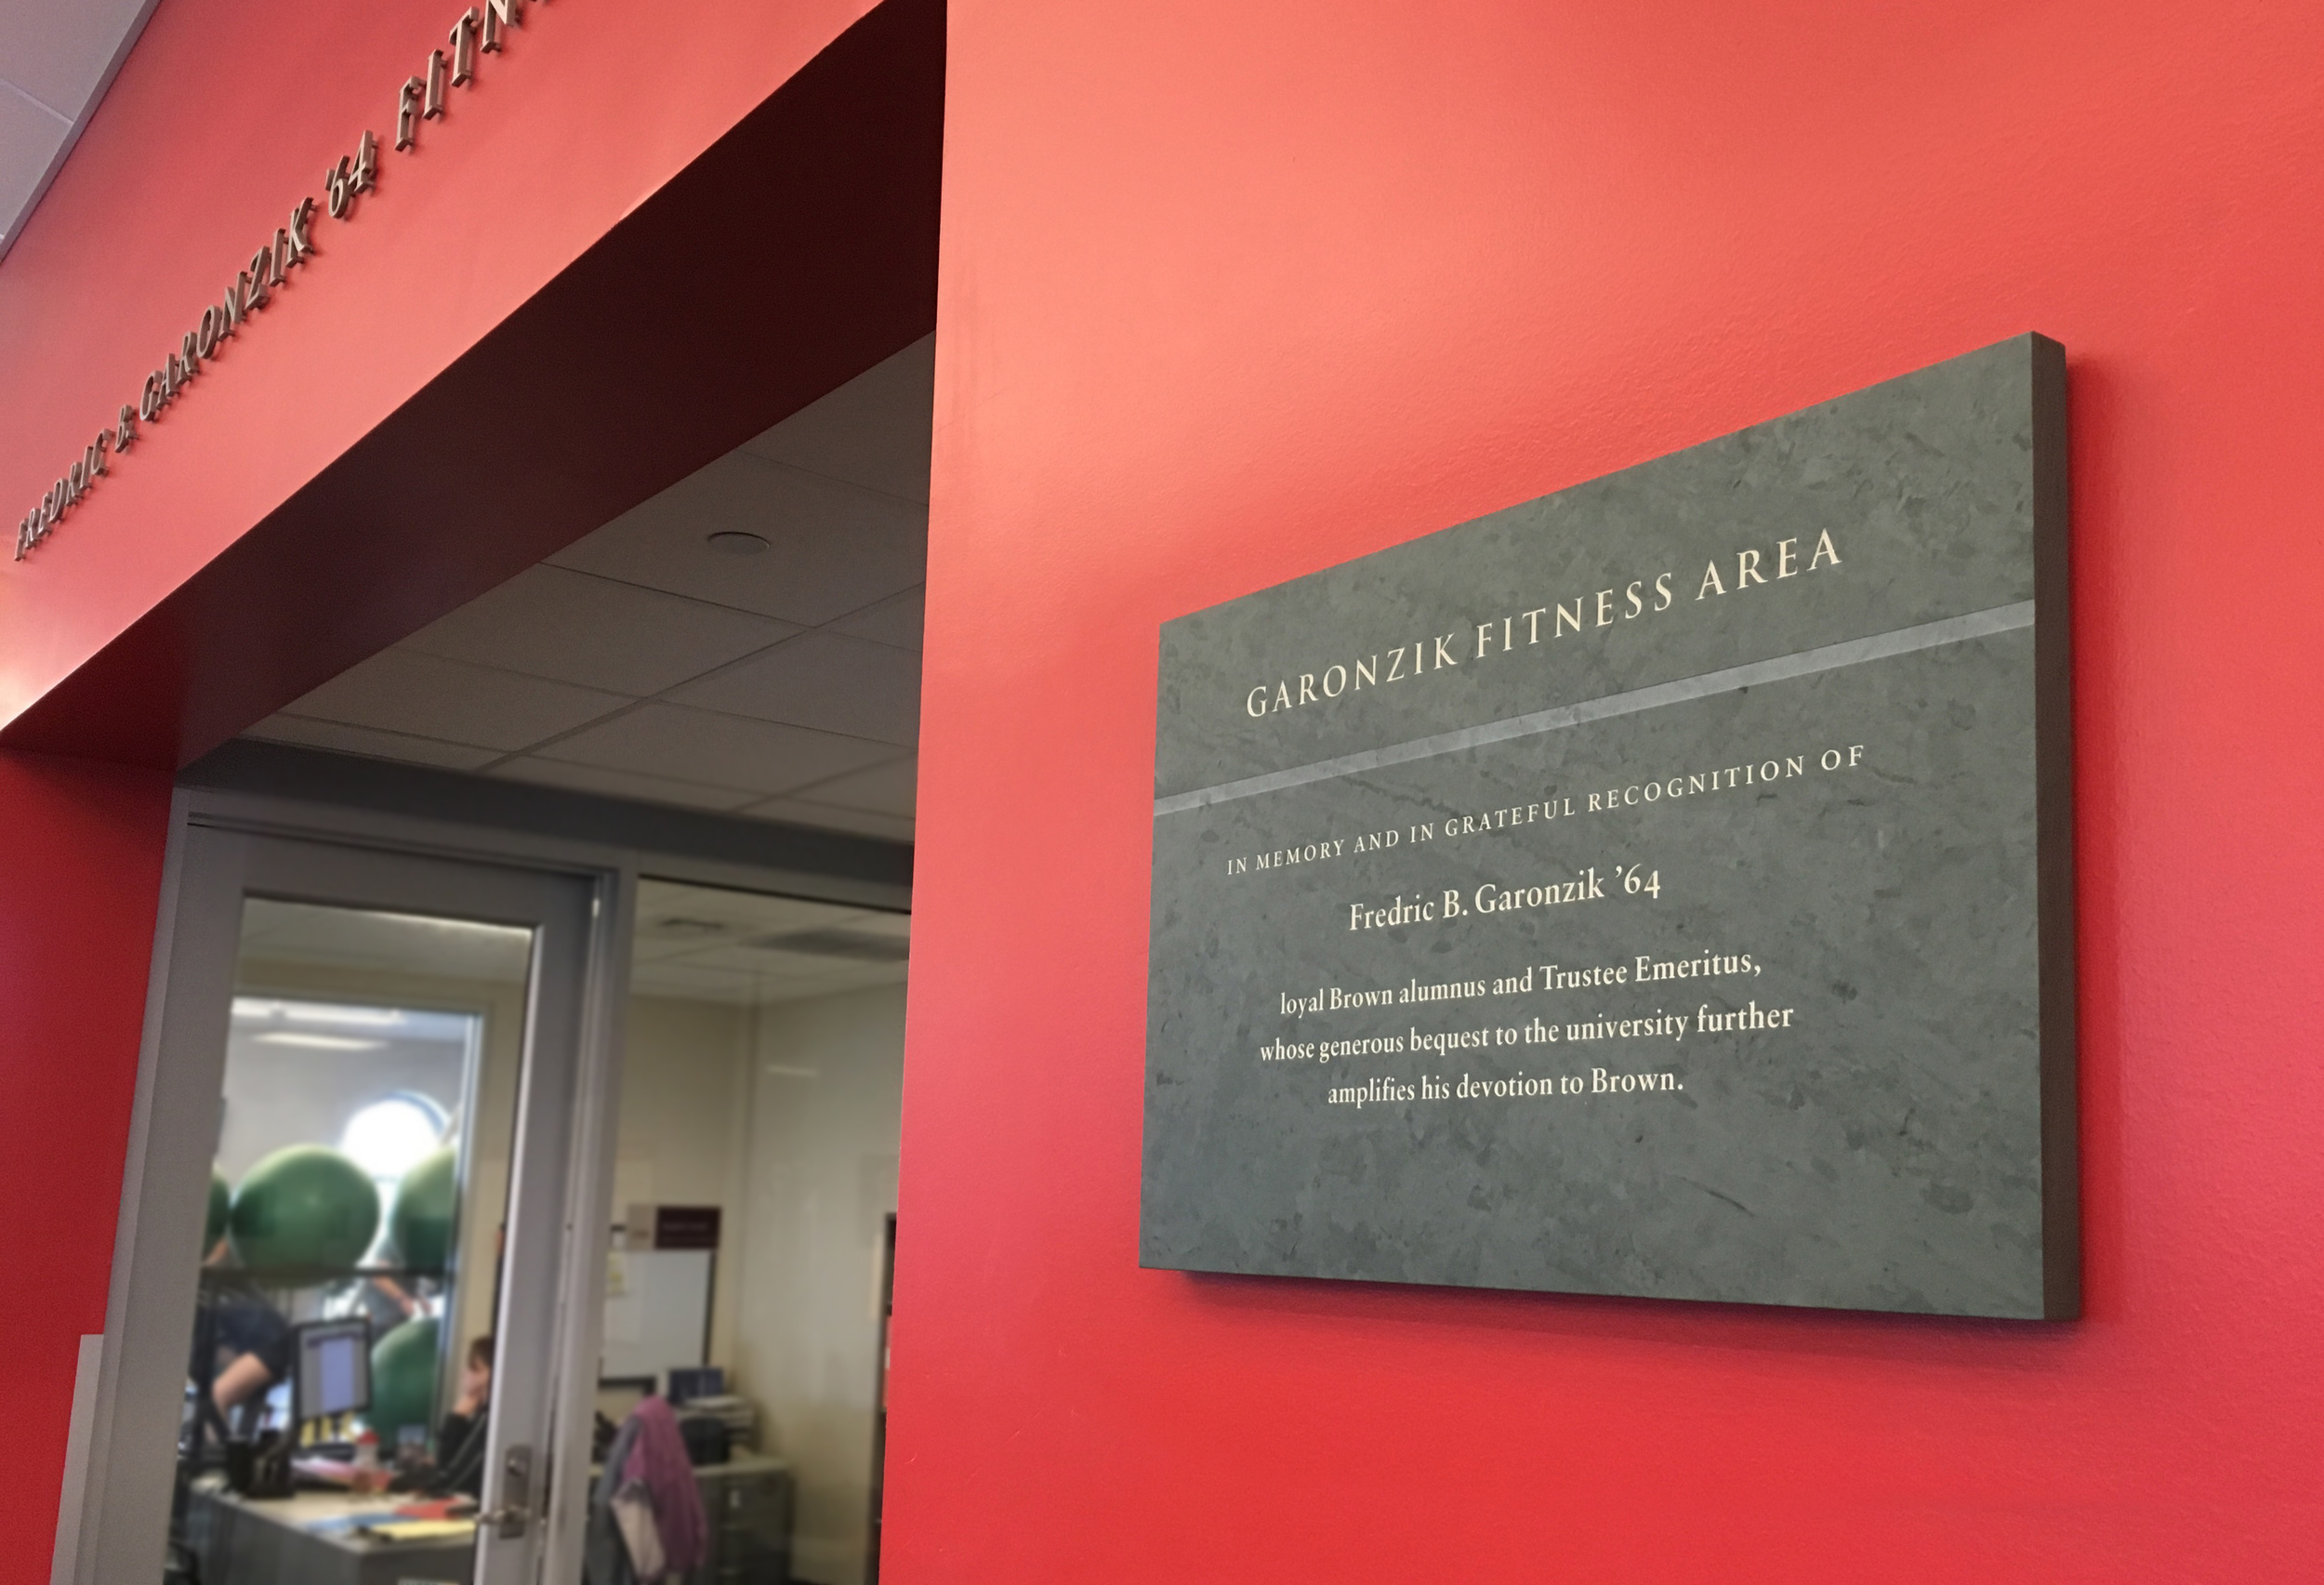 FREDRIC B. GARONZIK '64
GARONZIK FITNESS AREA
IN MEMORY AND IN GRATEFUL RECOGNITION OF
Fredric B. Garonzik ’64
loyal Brown alumnus and Trustee Emeritus,
whose generous bequest to the university further
amplifies his devotion to Brown.